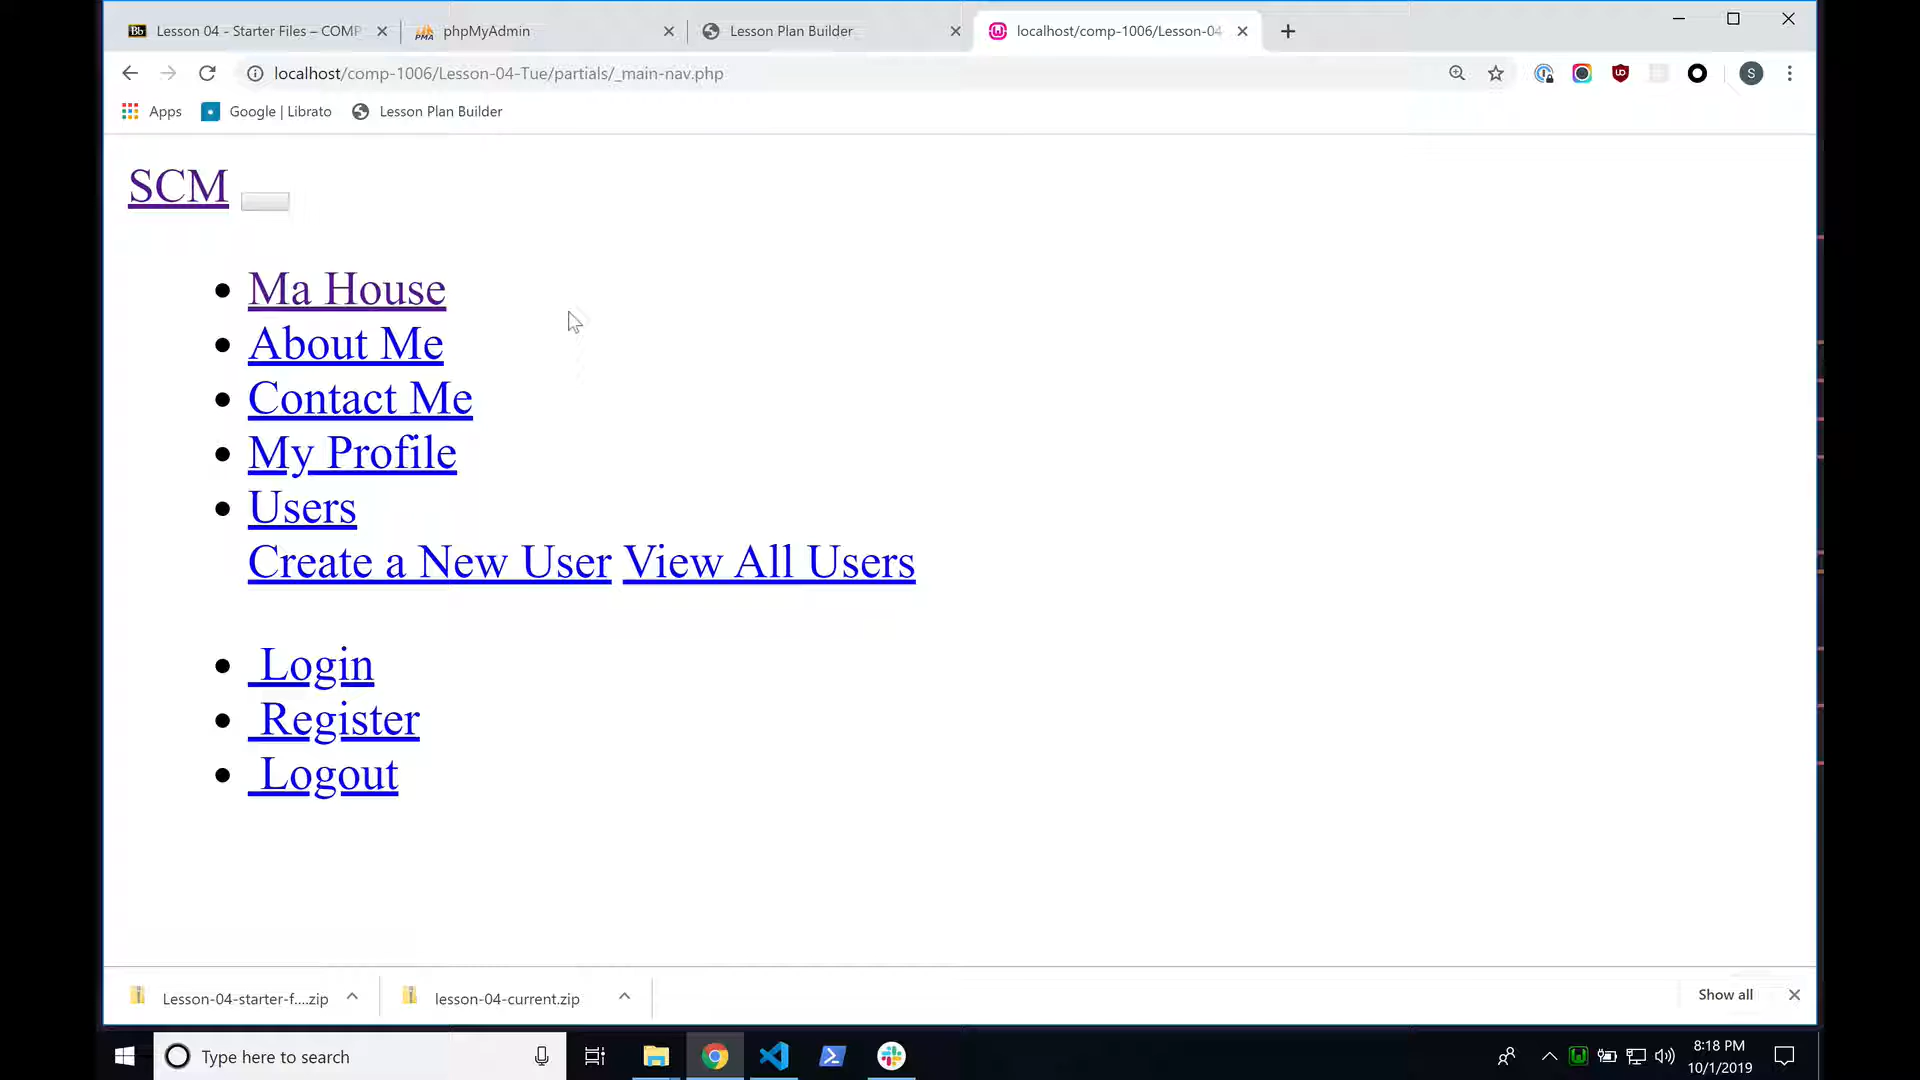 Lesson 04 - Starter Files – COMP
phpMyAdmin
Lesson Plan Builder
localhost/comp-1006/Lesson-04
localhost/comp-1006/Lesson-04-Tue/partials/_main-nav.php
S
Apps
Google | Librato
Lesson Plan Builder
SCM
Ma House
About Me
Contact Me
My Profile
Users
Create a New User View All Users
Login
Register
Logout
Lesson-04-starter-f....zip
lesson-04-current.zip
Show all
Type here to search
8:18 PM
10/1/2019